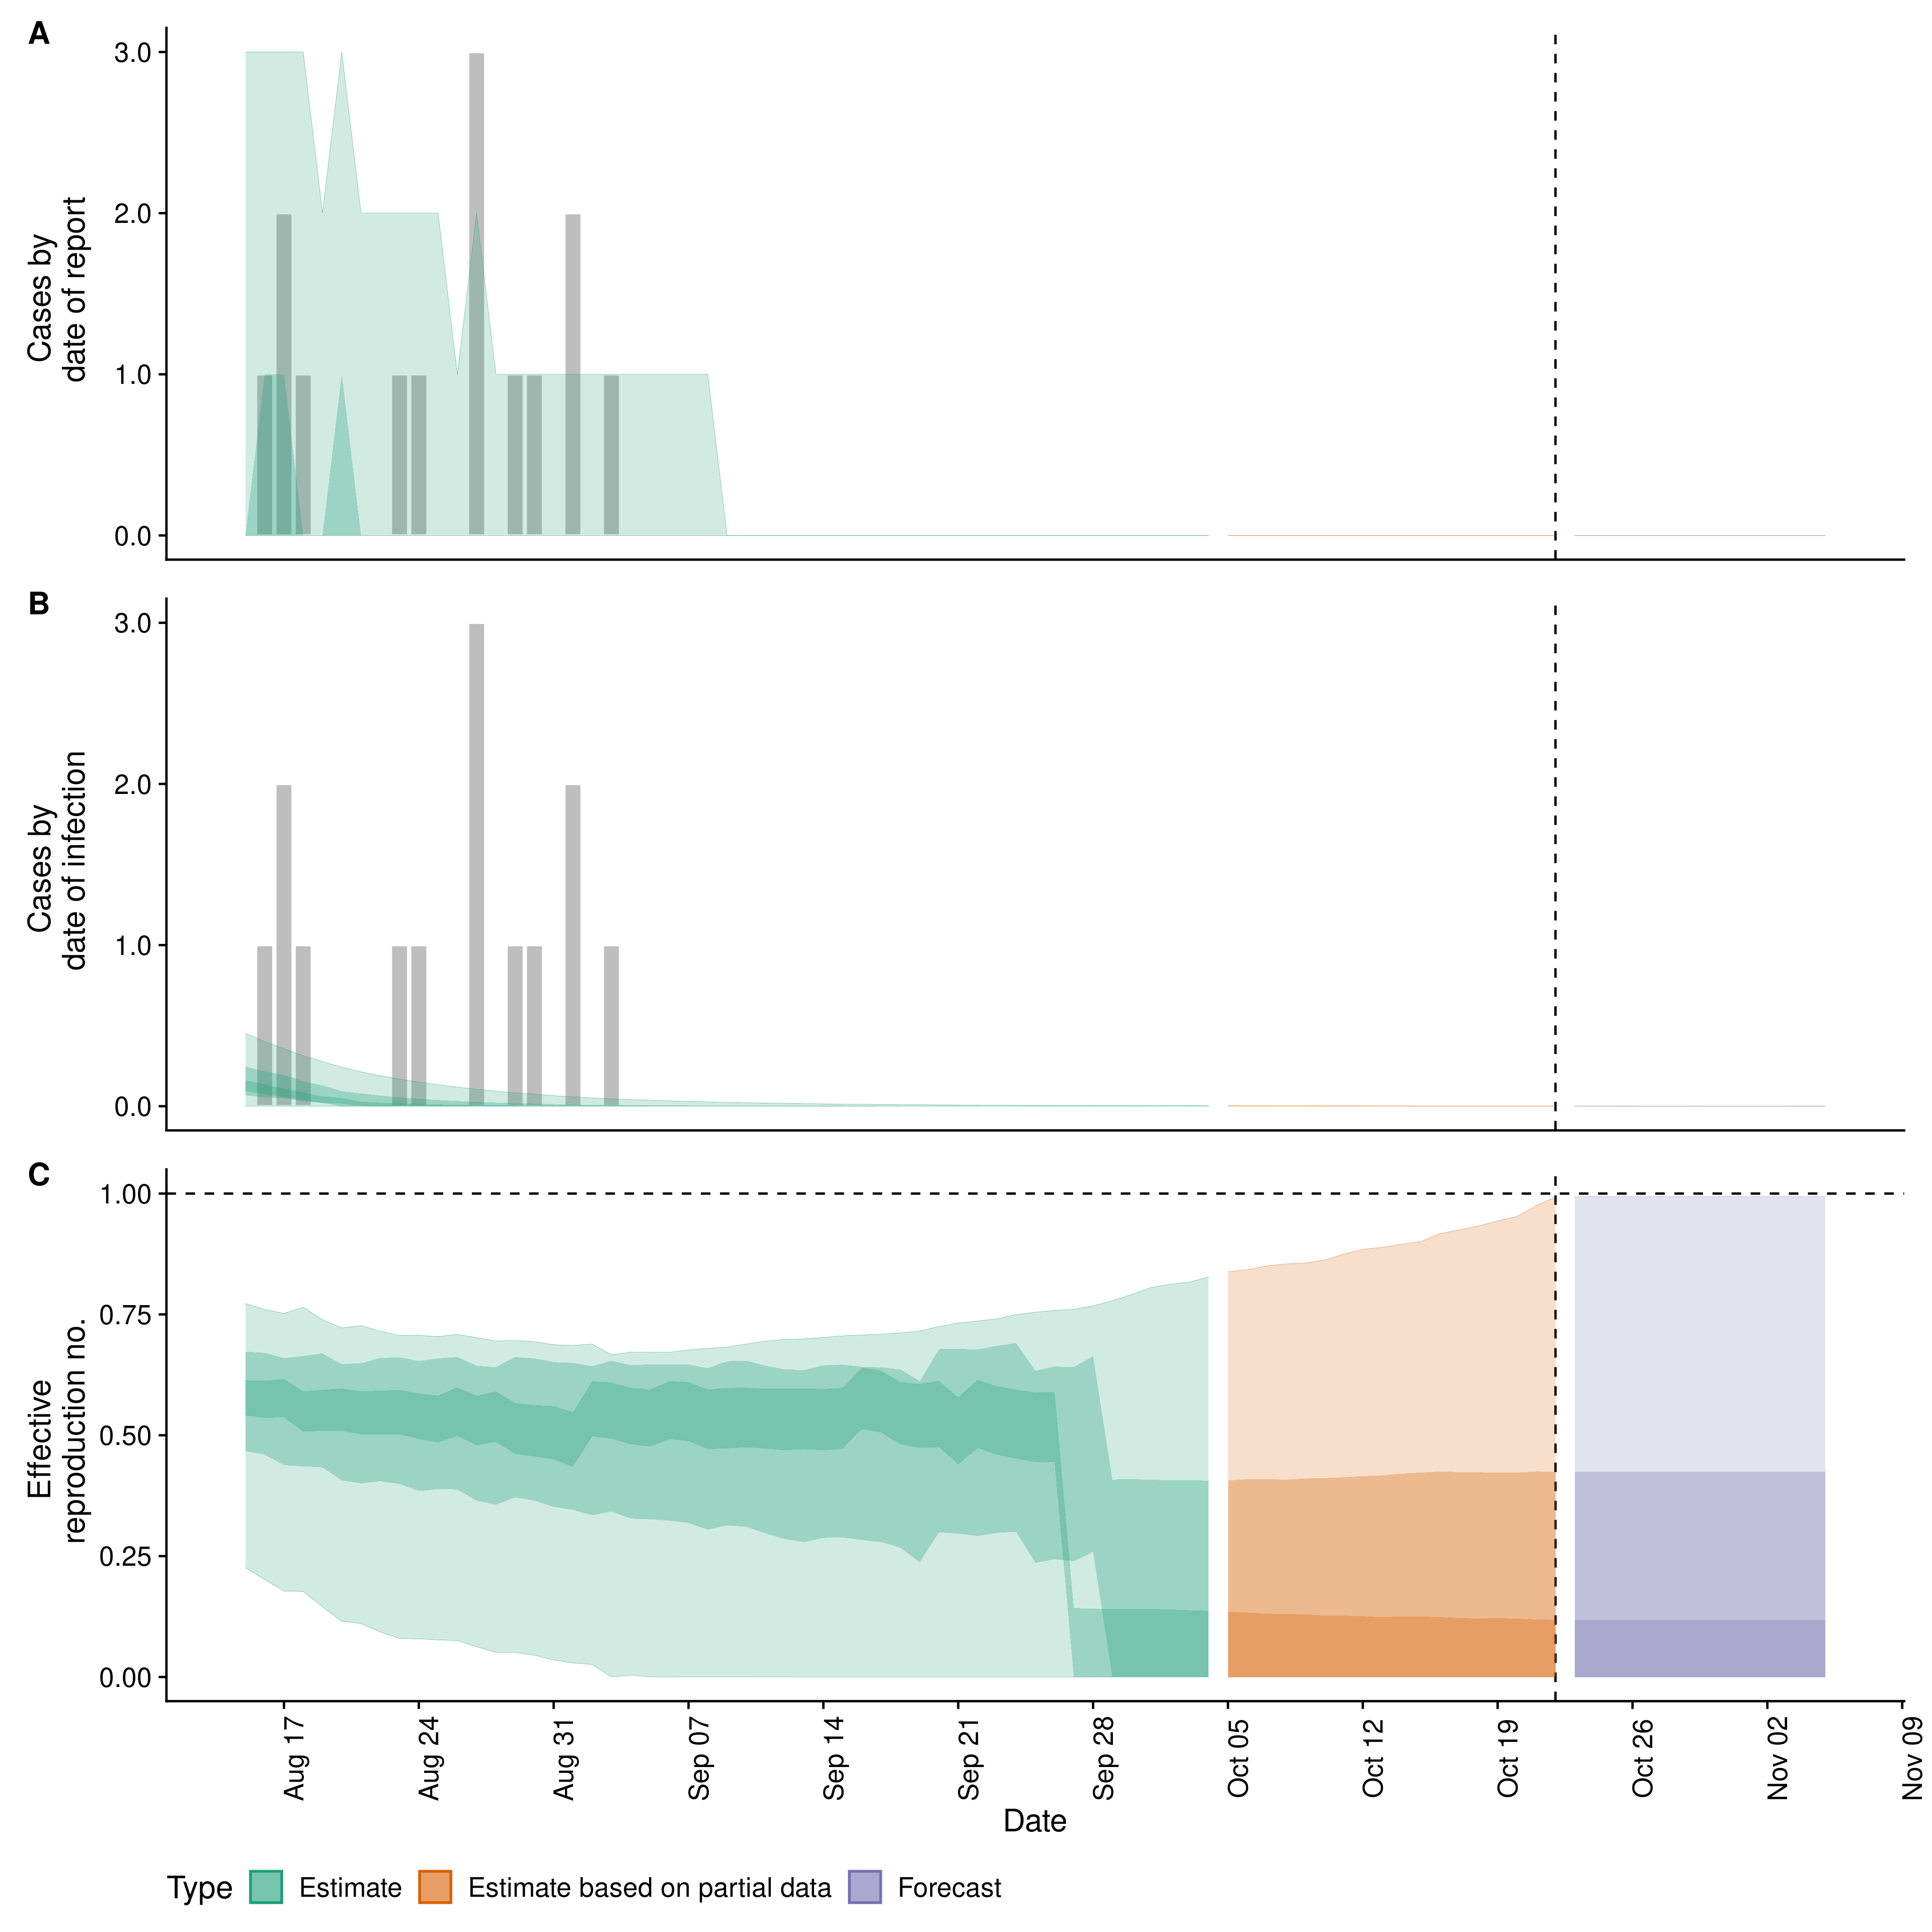 A
Cases by
date of report
3.0
2.0
1.0
0.0
B
Cases by
date of infection
3.0
2.0
1.0
0.0
C
Effective
reproduction no.
1.00
0.75
0.50
0.25
0.00
Aug 17
Aug 24
Aug 31
Sep 07
Sep 14
Sep 21
Sep 28
Oct 05
Oct 12
Oct 19
Oct 26
Nov 02
Nov 09
Date
Type Estimate Estimate based on partial data Forecast